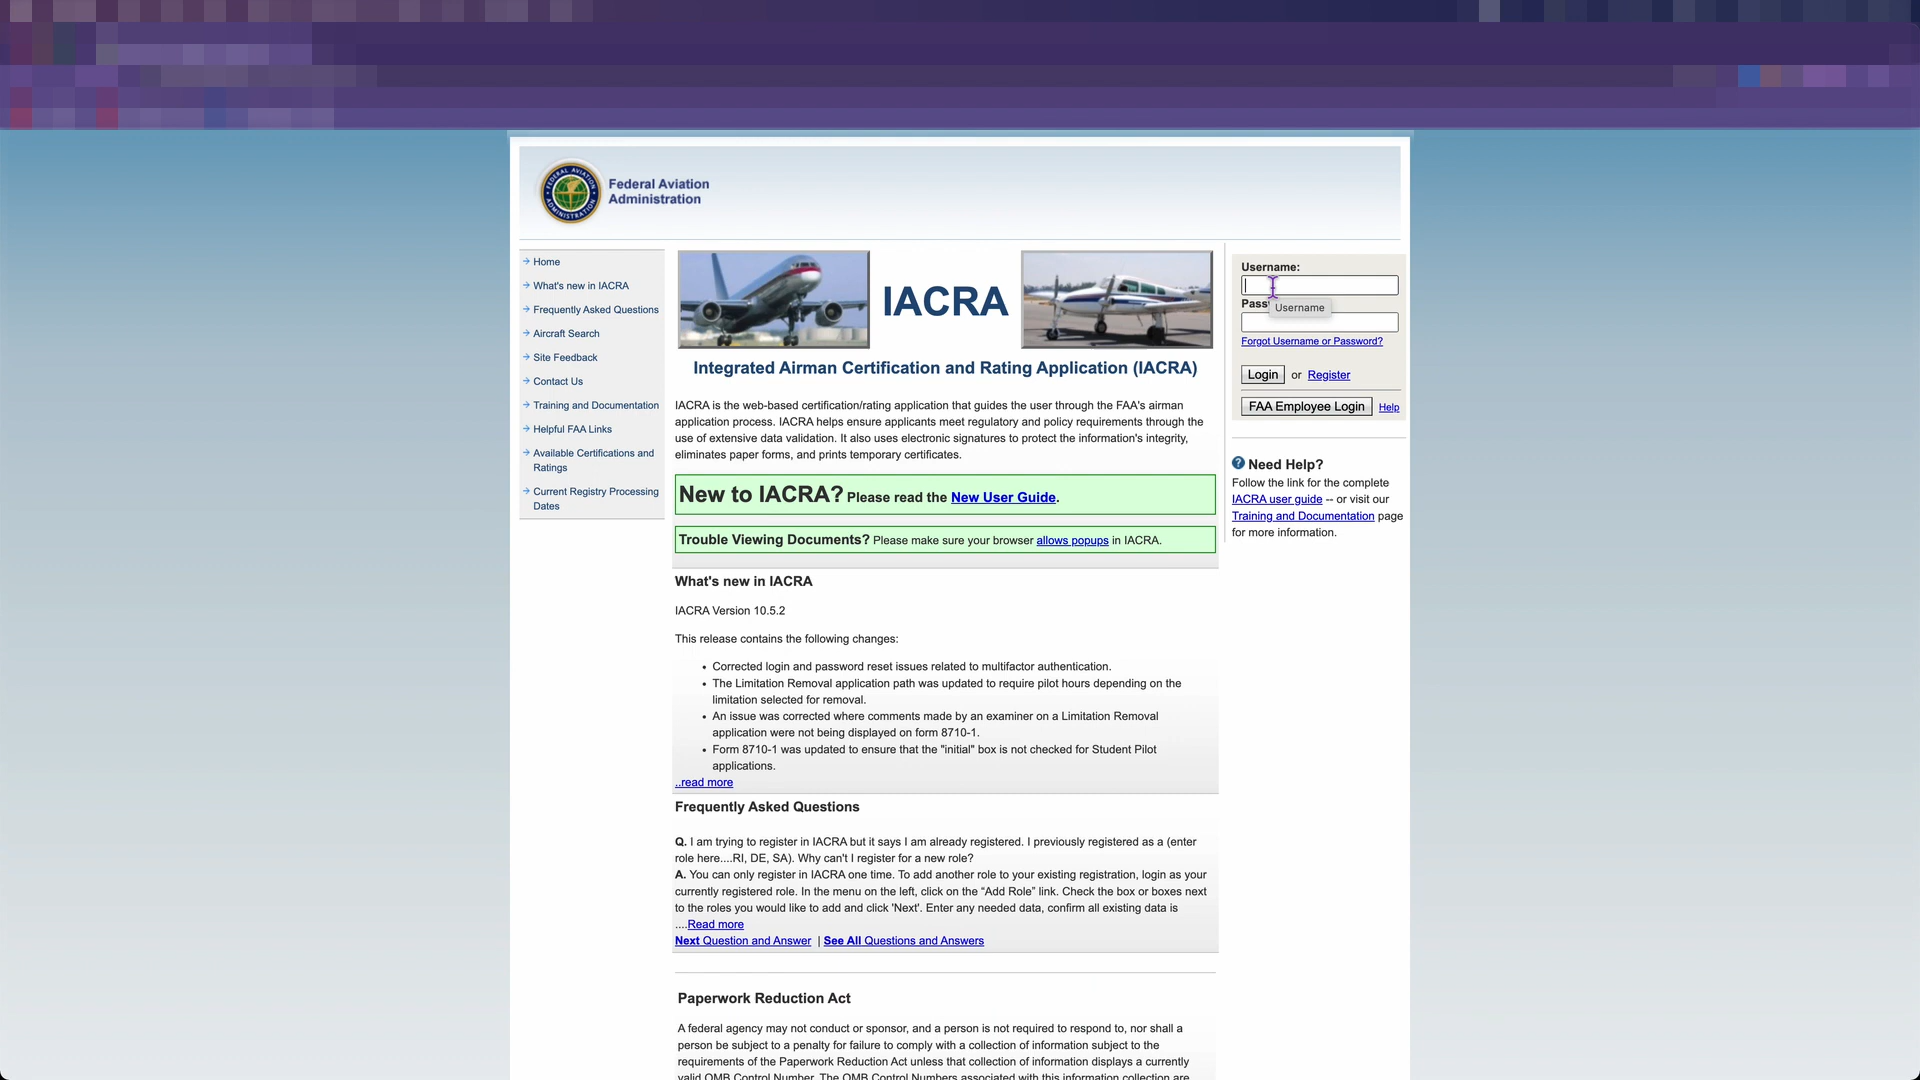 Federal Aviation
Administration
Home
What's new in IACRA
Frequently Asked Questions
Aircraft Search
Site Feedback
Contact Us
Training and Documentation
Helpful FAA Links
Available Certifications and
Ratings
Current Registry Processing
Dates
IACRA
Integrated Airman Certification and Rating Application (IACRA)
IACRA is the web-based certification/rating application that guides the user through the FAA's airman
application process. IACRA helps ensure applicants meet regulatory and policy requirements through the
use of extensive data validation. It also uses electronic signatures to protect the information's integrity,
eliminates paper forms, and prints temporary certificates.
New to IACRA? Please read the New User Guide.
Trouble Viewing Documents? Please make sure your browser allows popups in IACRA.
What's new in IACRA
IACRA Version 10.5.2
This release contains the following changes:
• Corrected login and password reset issues related to multifactor authentication.
• The Limitation Removal application path was updated to require pilot hours depending on the
limitation selected for removal.
• An issue was corrected where comments made by an examiner on a Limitation Removal
application were not being displayed on form 8710-1.
• Form 8710-1 was updated to ensure that the "initial" box is not checked for Student Pilot
applications.
..read more
Frequently Asked Questions
Q. I am trying to register in IACRA but it says I am already registered. I previously registered as a (enter
role here....RI, DE, SA). Why can't I register for a new role?
A. You can only register in IACRA one time. To add another role to your existing registration, login as your
currently registered role. In the menu on the left, click on the “Add Role” link. Check the box or boxes next
to the roles you would like to add and click 'Next'. Enter any needed data, confirm all existing data is
....Read more
Next Question and Answer | See All Questions and Answers
Paperwork Reduction Act
A federal agency may not conduct or sponsor, and a person is not required to respond to, nor shall a
person be subject to a penalty for failure to comply with a collection of information subject to the
requirements of the Paperwork Reduction Act unless that collection of information displays a currently
valid OMB Control Number. The OMB Control Numbers associated with this information collection are
Username:
Username
Forgot Username or Password?
Login or Register
FAA Employee Login Help
Need Help?
Follow the link for the complete
IACRA user guide -- or visit our
Training and Documentation page
for more information.